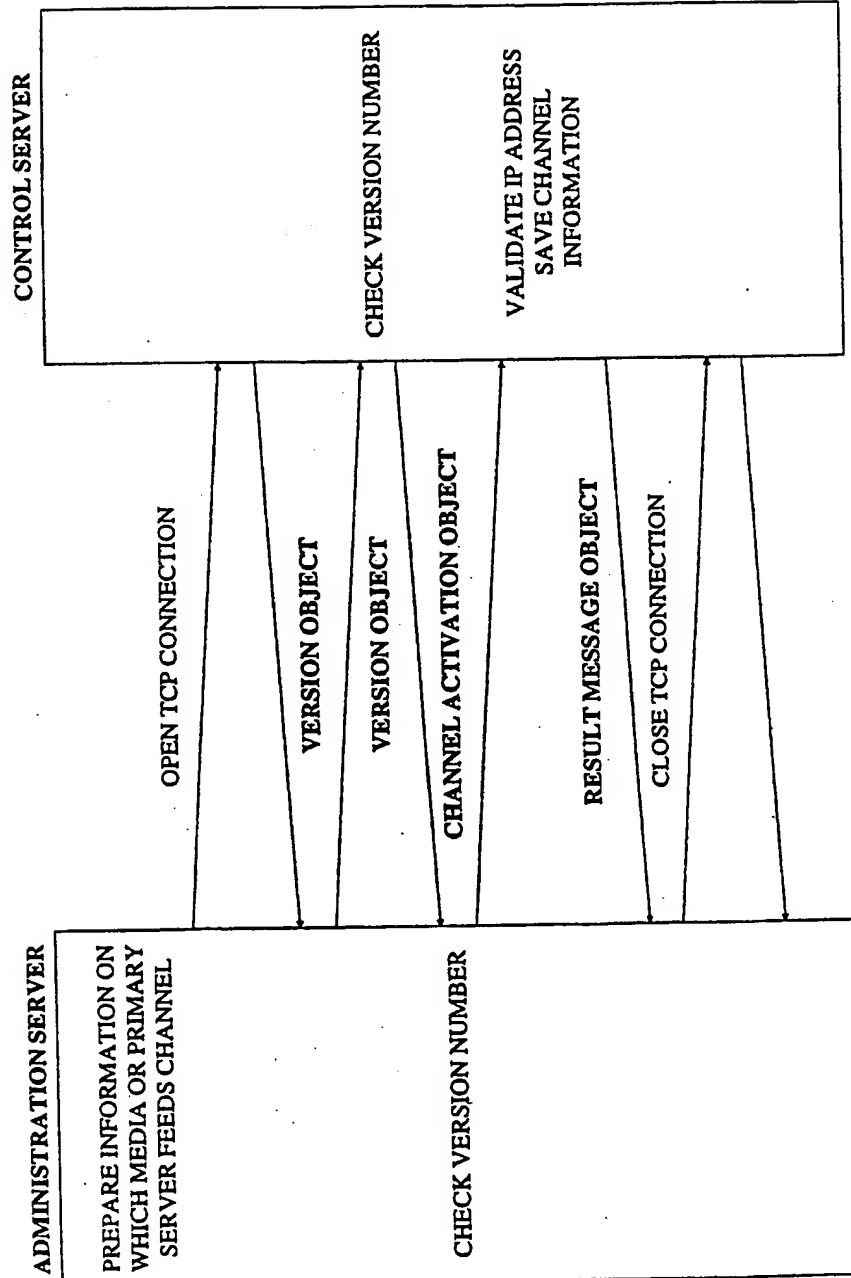 ADMINISTRATION SERVER
PREPARE INFORMATION ON
WHICH MEDIA OR PRIMARY
SERVER FEEDS CHANNEL
CHECK VERSION NUMBER
OPEN TCP CONNECTION
VERSION OBJECT
VERSION OBJECT
CHANNEL ACTIVATION OBJECT
RESULT MESSAGE OBJECT
CLOSE TCP CONNECTION
CONTROL SERVER
CHECK VERSION NUMBER
VALIDATE IP ADDRESS
SAVE CHANNEL
INFORMATION